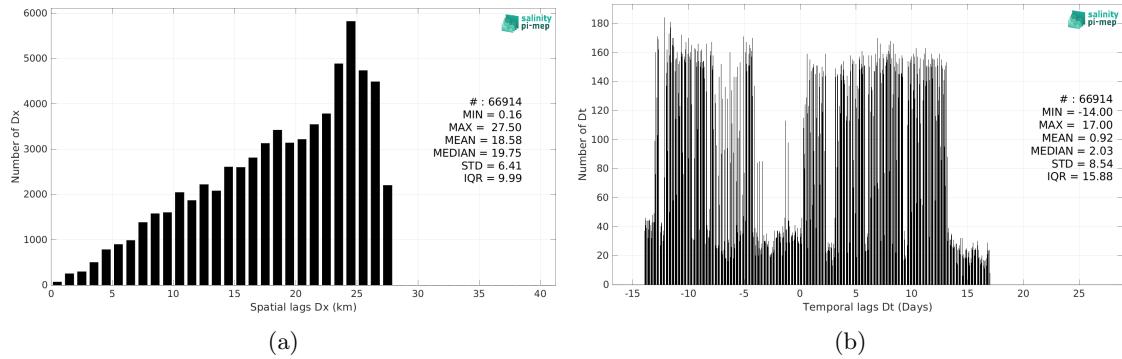 6000
5000
4000
3000
2000
1000
0
Number of Dx
0 5 10 15 20 25 30 35 40
Spatial lags Dx (km)
salinity
pi-mep
# : 66914
MIN = 0.16
MAX = 27.50
MEAN = 18.58
MEDIAN = 19.75
STD = 6.41
IQR = 9.99
(a)
180
160
140
120
100
80
60
40
20
0
Number of Dt
-15 -10 -5 0 5 10 15 20 25
Temporal lags Dt (Days)
salinity
pi-mep
# : 66914
MIN = -14.00
MAX = 17.00
MEAN = 0.92
MEDIAN = 2.03
STD = 8.54
IQR = 15.88
(b)